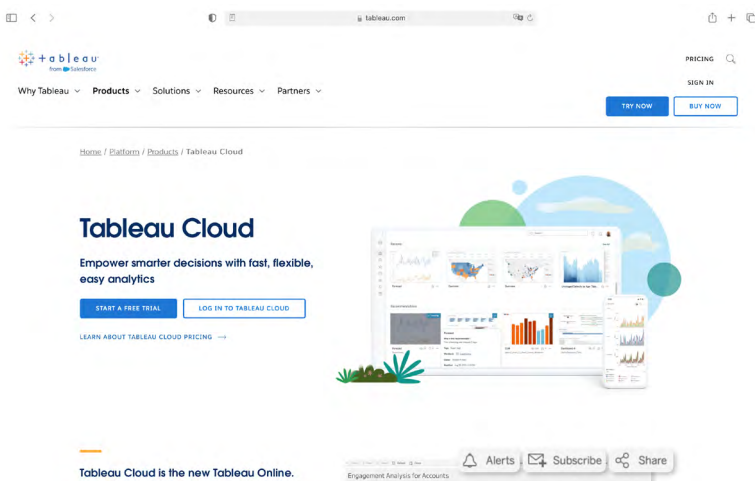 tableau.com
+ a b l e a u
from Salesforce
PRICING
SIGN IN
Why Tableau
Products
Solutions
Resources
Partners
TRY NOW
BUY NOW
Home / Platform / Products / Tableau Cloud
Tableau Cloud
Empower smarter decisions with fast, flexible,
easy analytics
START A FREE TRIAL
LOG IN TO TABLEAU CLOUD
LEARN ABOUT TABLEAU CLOUD PRICING →
Tableau Cloud is the new Tableau Online.
Engagement Analysis for Accounts
Alerts
Subscribe
Share